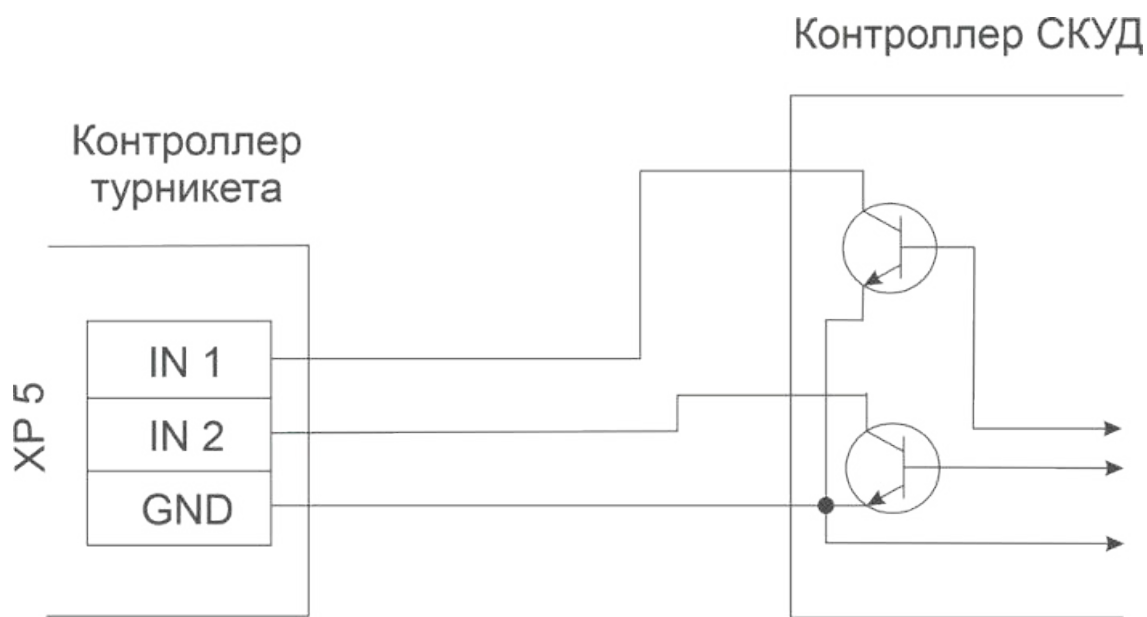 Контроллер СКУД
Контроллер
турникета
XP 5
IN 1
IN 2
GND